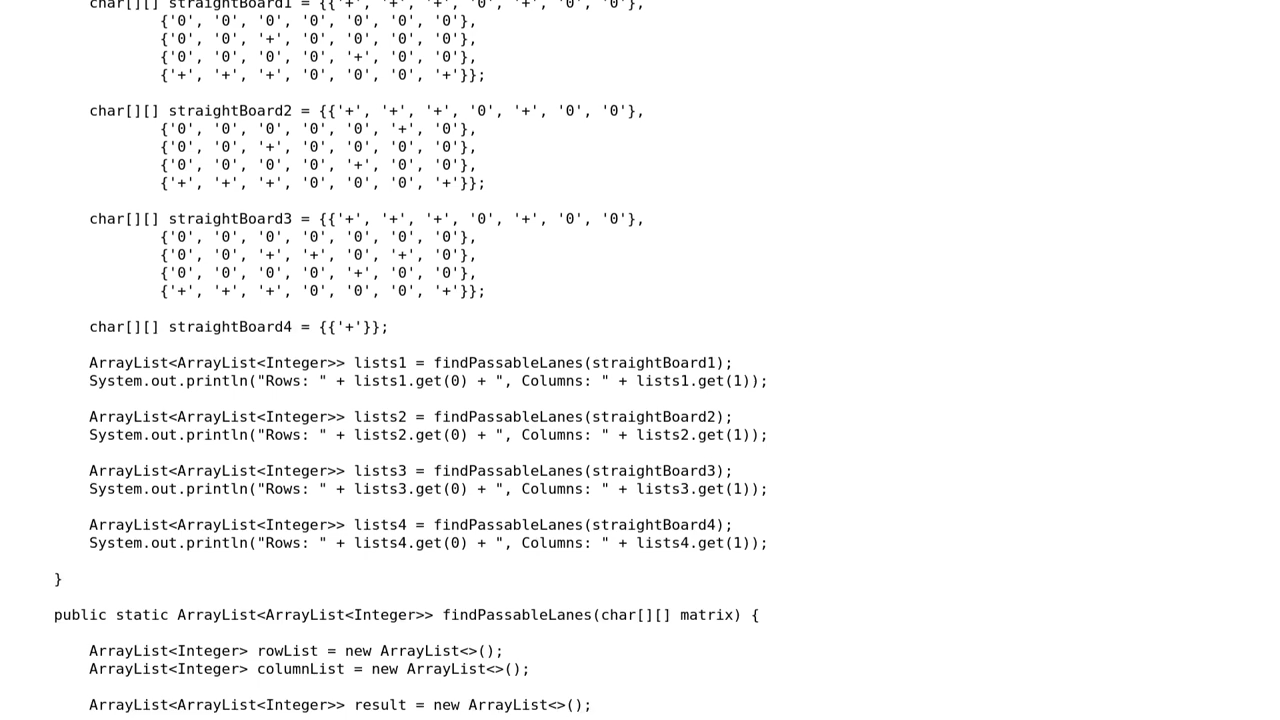 char[][] straightBoard1 = {{'+', '+', '+', '0', '+', '0', '0'},
{'0', '0', '0', '0', '0', '0', '0'},
{'0', '0', '+', '0', '0', '0', '0'},
{'0', '0', '0', '0', '+', '0', '0'},
{'+', '+', '+', '0', '0', '0', '+'}};
char[][] straightBoard2 = {{'+', '+', '+', '0', '+', '0', '0'},
{'0', '0', '0', '0', '0', '+', '0'},
{'0', '0', '+', '0', '0', '0', '0'},
{'0', '0', '0', '0', '+', '0', '0'},
{'+', '+', '+', '0', '0', '0', '+'}};
char[][] straightBoard3 = {{'+', '+', '+', '0', '+', '0', '0'},
{'0', '0', '0', '0', '0', '0', '0'},
{'0', '0', '+', '+', '0', '+', '0'},
{'0', '0', '0', '0', '+', '0', '0'},
{'+', '+', '+', '0', '0', '0', '+'}};
char[][] straightBoard4 = {{'+'}};
ArrayList<ArrayList<Integer>> lists1 = findPassableLanes(straightBoard1);
System.out.println("Rows: " + lists1.get(0) + ", Columns: " + lists1.get(1));
ArrayList<ArrayList<Integer>> lists2 = findPassableLanes(straightBoard2);
System.out.println("Rows: " + lists2.get(0) + ", Columns: " + lists2.get(1));
ArrayList<ArrayList<Integer>> lists3 = findPassableLanes(straightBoard3);
System.out.println("Rows: " + lists3.get(0) + ", Columns: " + lists3.get(1));
ArrayList<ArrayList<Integer>> lists4 = findPassableLanes(straightBoard4);
System.out.println("Rows: " + lists4.get(0) + ", Columns: " + lists4.get(1));
}
public static ArrayList<ArrayList<Integer>> findPassableLanes(char[][] matrix) {
ArrayList<Integer> rowList = new ArrayList<>();
ArrayList<Integer> columnList = new ArrayList<>();
ArrayList<ArrayList<Integer>> result = new ArrayList<>();